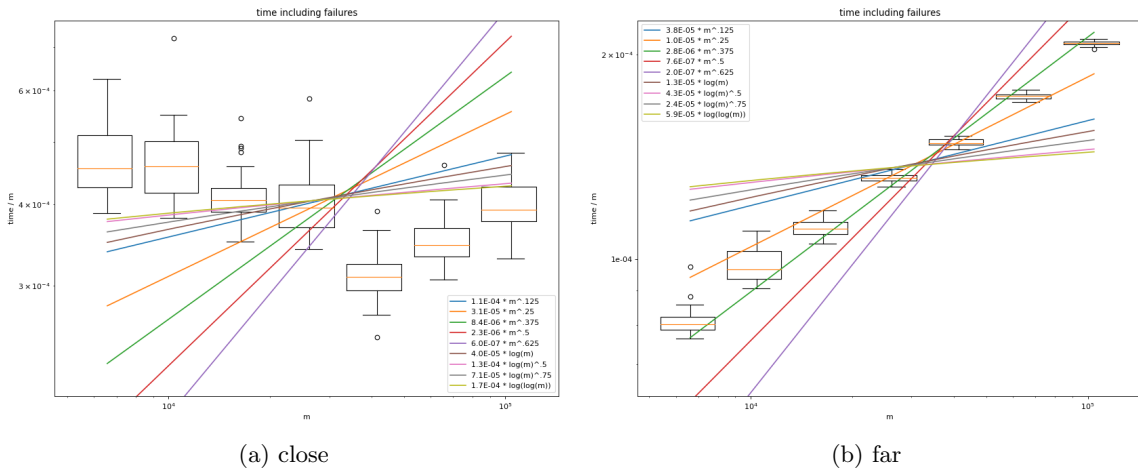 time including failures
6 × 10⁻⁴
4 × 10⁻⁴
3 × 10⁻⁴
time / m
10⁴
10⁵
m
1.1E-04 * m^.125
3.1E-05 * m^.25
8.4E-06 * m^.375
2.3E-06 * m^.5
6.0E-07 * m^.625
4.0E-05 * log(m)
1.3E-04 * log(m)^.5
7.1E-05 * log(m)^.75
1.7E-04 * log(log(m))
(a) close
time including failures
3.8E-05 * m^.125
1.0E-05 * m^.25
2.8E-06 * m^.375
7.6E-07 * m^.5
2.0E-07 * m^.625
1.3E-05 * log(m)
4.3E-05 * log(m)^.5
2.4E-05 * log(m)^.75
5.9E-05 * log(log(m))
2 × 10⁻⁴
1e-04
time / m
10⁴
10⁵
m
(b) far